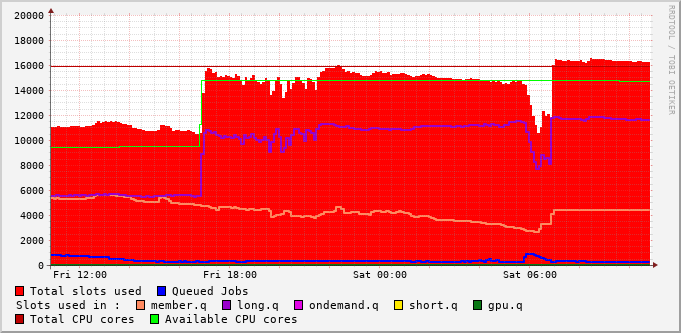 20000
18000
16000
14000
12000
10000
8000
6000
4000
2000
0
Fri 12:00 Fri 18:00 Sat 00:00 Sat 06:00
RRDTOOL / TOBI OETIKER
Total slots used Queued Jobs
Slots used in : member.q long.q ondemand.q short.q gpu.q
Total CPU cores Available CPU cores